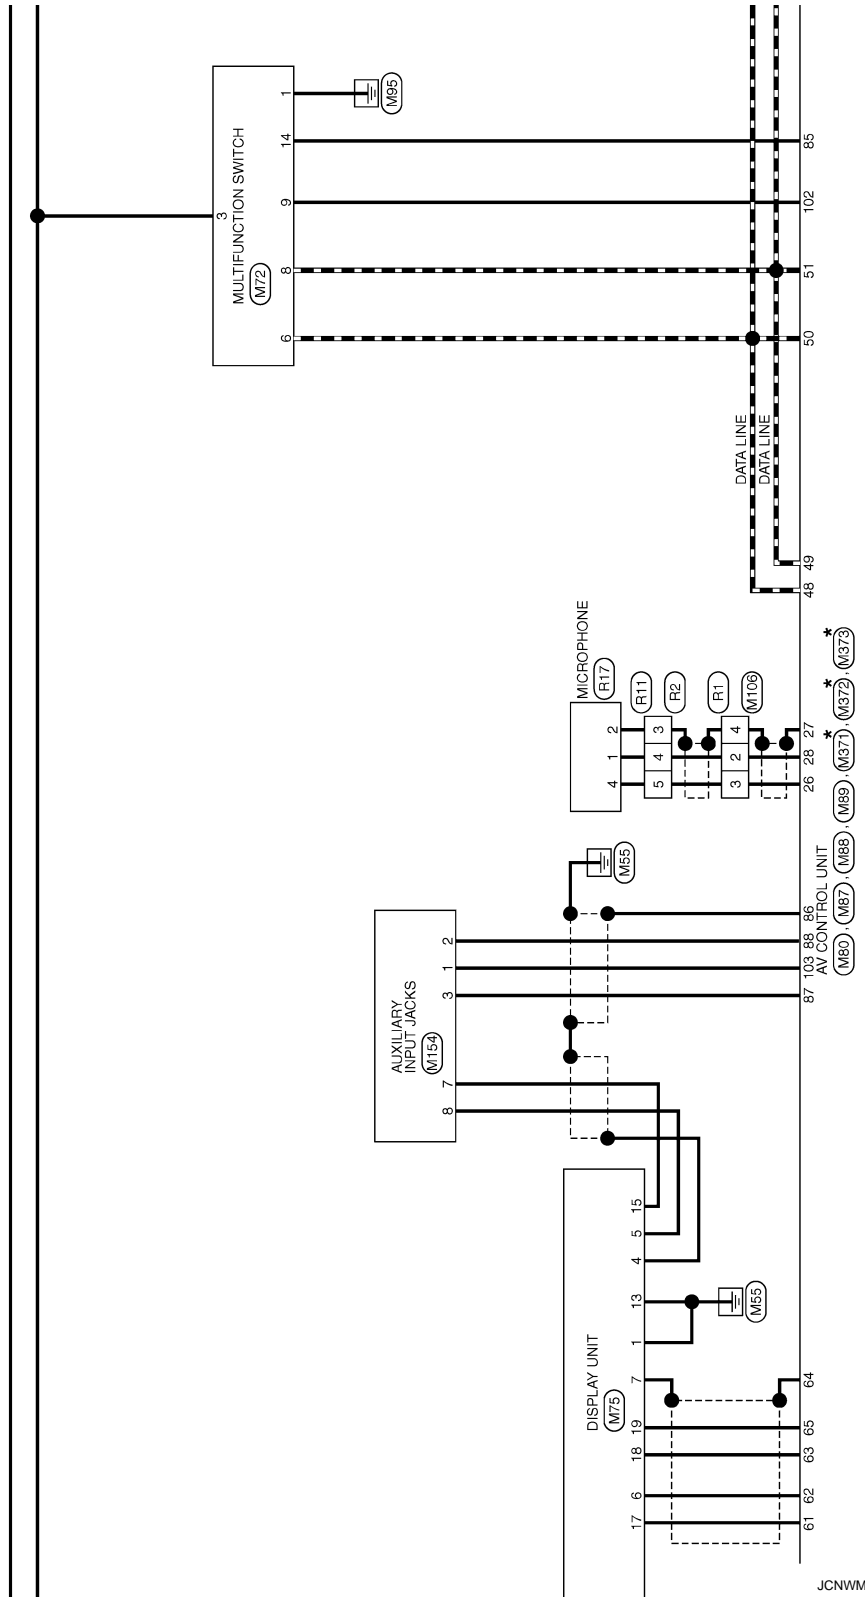 MULTIFUNCTION SWITCH
M72
3
1
14
9
8
6
M95
85
102
51
50
DATA LINE
DATA LINE
49
48
MICROPHONE
R17
2
1
4
R11
3
4
5
R2
R1
4
2
3
M106
27
28
26
AUXILIARY
INPUT JACKS
M154
2
1
3
7
8
M55
86
88
103
87
AV CONTROL UNIT
M80, M87, M88, M89, M371*, M372*, M373*
DISPLAY UNIT
M75
15
5
4
13
1
7
19
18
6
17
M55
64
65
63
62
61
JCNWM